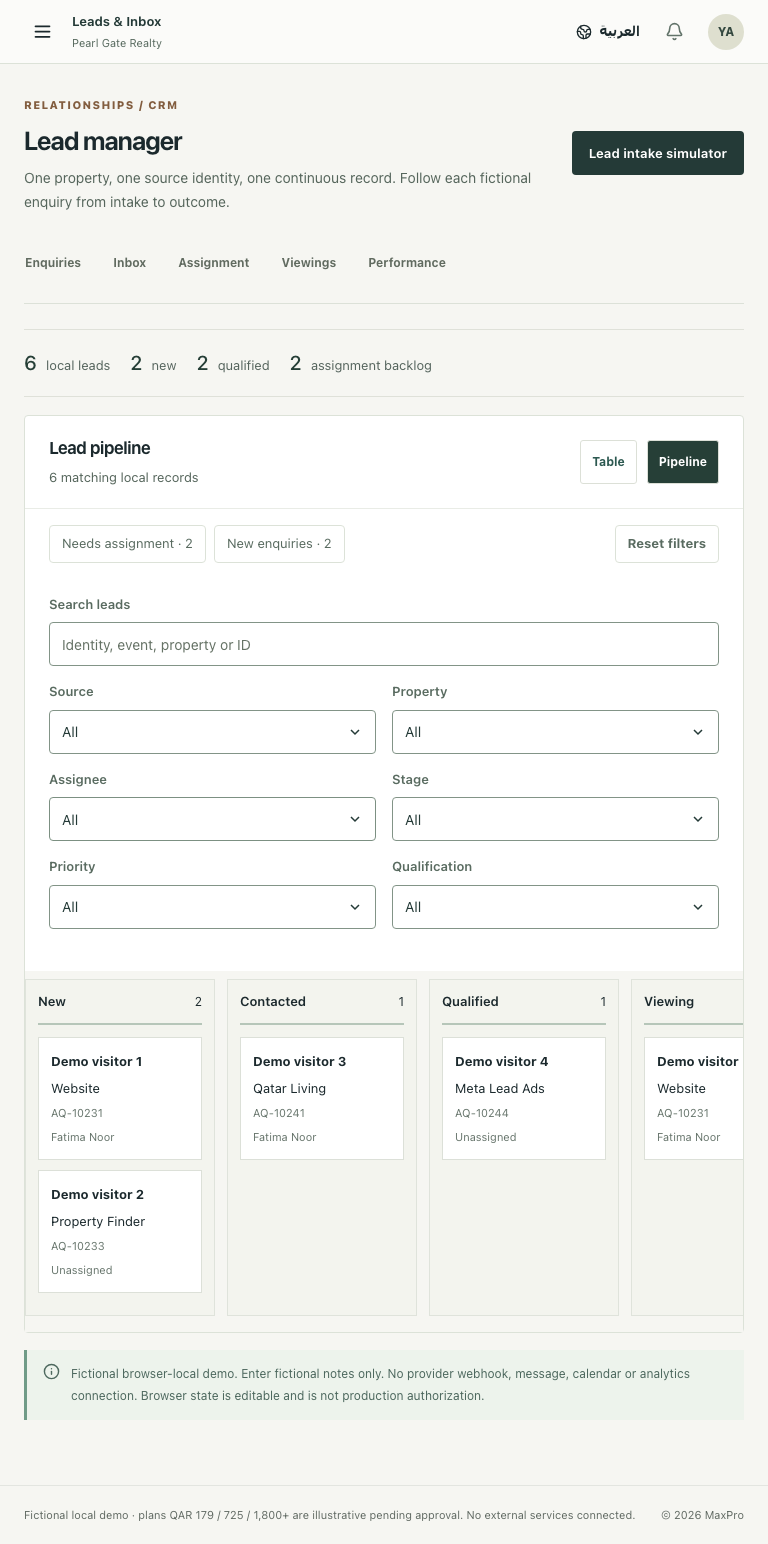 Leads & Inbox
Pearl Gate Realty
العربية
YA
RELATIONSHIPS / CRM
Lead manager
One property, one source identity, one continuous record. Follow each fictional
enquiry from intake to outcome.
Lead intake simulator
Enquiries Inbox Assignment Viewings Performance
6 local leads 2 new 2 qualified 2 assignment backlog
Lead pipeline
6 matching local records
Table
Pipeline
Needs assignment · 2
New enquiries · 2
Reset filters
Search leads
Identity, event, property or ID
Source
All
Property
All
Assignee
All
Stage
All
Priority
All
Qualification
All
New 2
Demo visitor 1
Website
AQ-10231
Fatima Noor
Demo visitor 2
Property Finder
AQ-10233
Unassigned
Contacted 1
Demo visitor 3
Qatar Living
AQ-10241
Fatima Noor
Qualified 1
Demo visitor 4
Meta Lead Ads
AQ-10244
Unassigned
Viewing
Demo visitor
Website
AQ-10231
Fatima Noor
Fictional browser-local demo. Enter fictional notes only. No provider webhook, message, calendar or analytics
connection. Browser state is editable and is not production authorization.
Fictional local demo · plans QAR 179 / 725 / 1,800+ are illustrative pending approval. No external services connected.
© 2026 MaxPro